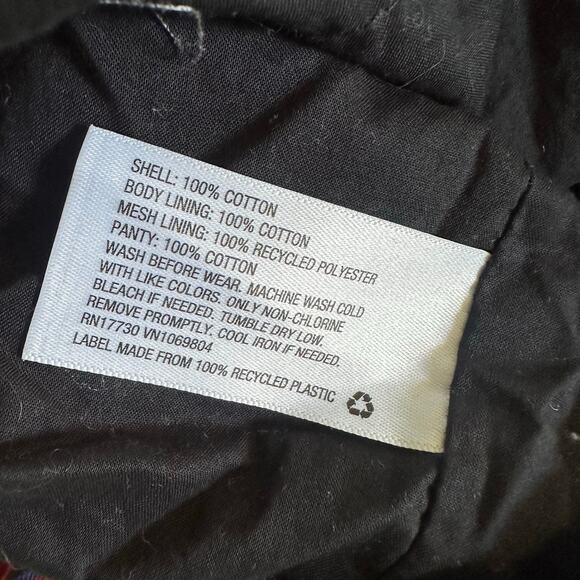 SHELL: 100% COTTON
BODY LINING: 100% COTTON
MESH LINING: 100% RECYCLED POLYESTER
PANTY: 100% COTTON
WASH BEFORE WEAR. MACHINE WASH COLD
WITH LIKE COLORS. ONLY NON-CHLORINE
BLEACH IF NEEDED. TUMBLE DRY LOW.
REMOVE PROMPTLY. COOL IRON IF NEEDED.
RN17730 VN1069804
LABEL MADE FROM 100% RECYCLED PLASTIC